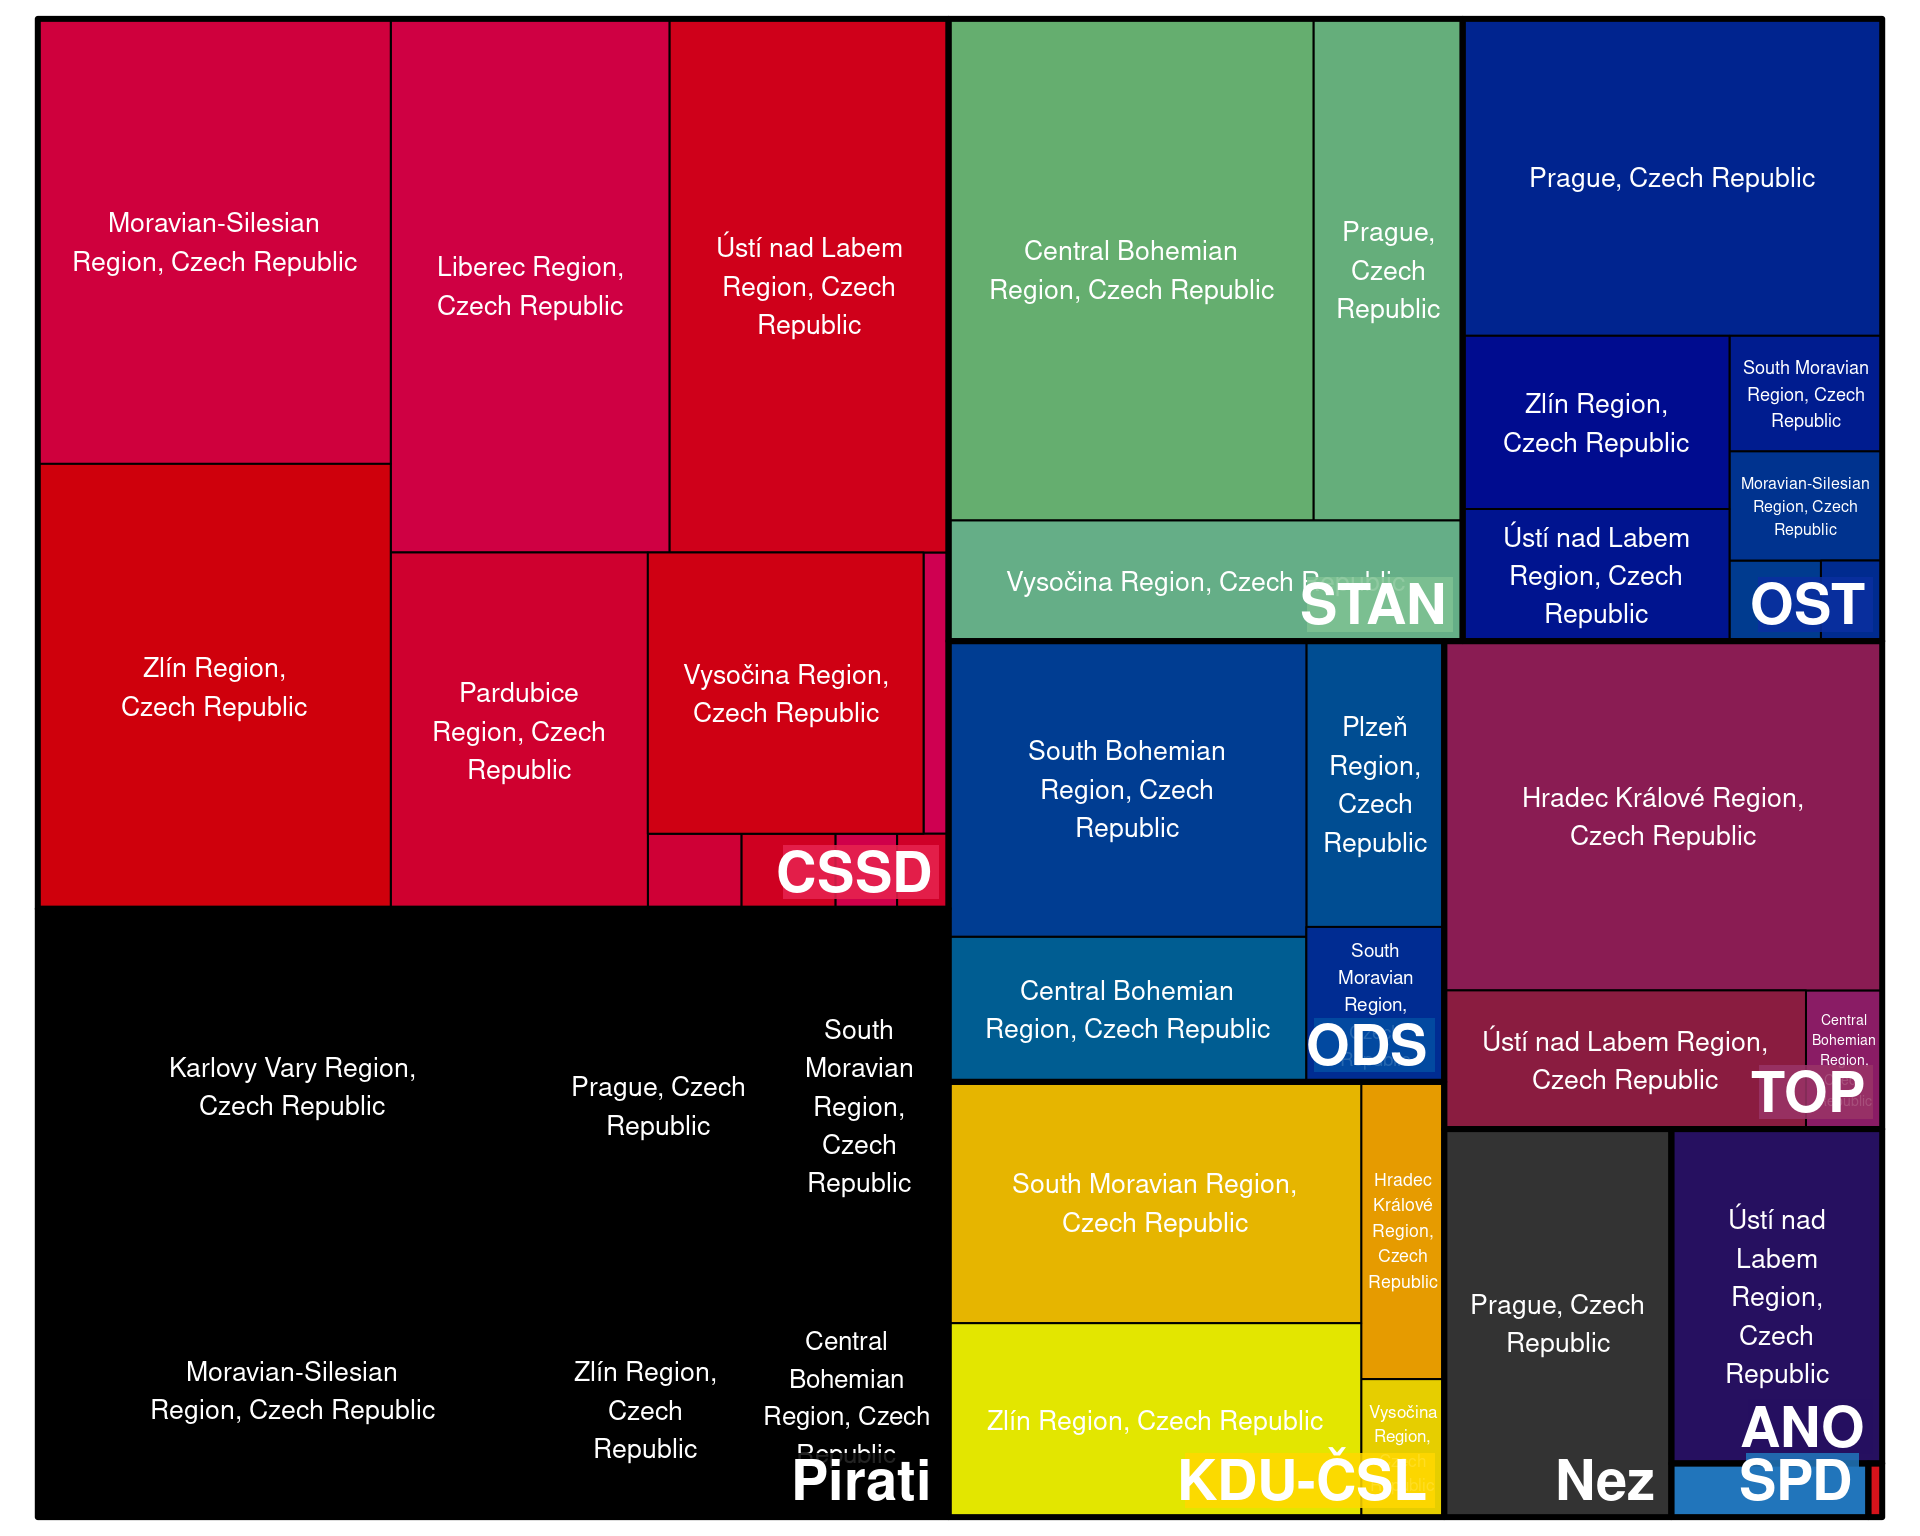 Moravian-Silesian
Region, Czech Republic
Liberec Region,
Czech Republic
Ústí nad Labem
Region, Czech
Republic
Zlín Region,
Czech Republic
Pardubice
Region, Czech
Republic
Vysočina Region,
Czech Republic
CSSD
Central Bohemian
Region, Czech Republic
Prague,
Czech
Republic
Vysočina Region, Czech Republic
STAN
Prague, Czech Republic
Zlín Region,
Czech Republic
South Moravian
Region, Czech
Republic
Moravian-Silesian
Region, Czech
Republic
Ústí nad Labem
Region, Czech
Republic
OST
South Bohemian
Region, Czech
Republic
Plzeň
Region,
Czech
Republic
Central Bohemian
Region, Czech Republic
South
Moravian
Region,
ODS
Hradec Králové Region,
Czech Republic
Ústí nad Labem Region,
Czech Republic
Central
Bohemian
Region,
TOP
Karlovy Vary Region,
Czech Republic
Prague, Czech
Republic
South
Moravian
Region,
Czech
Republic
Moravian-Silesian
Region, Czech Republic
Zlín Region,
Czech
Republic
Central
Bohemian
Region, Czech
Republic
Pirati
South Moravian Region,
Czech Republic
Hradec
Králové
Region,
Czech
Republic
Zlín Region, Czech Republic
Vysočina
Region,
KDU-ČSL
Prague, Czech
Republic
Nez
Ústí nad
Labem
Region,
Czech
Republic
ANO
SPD